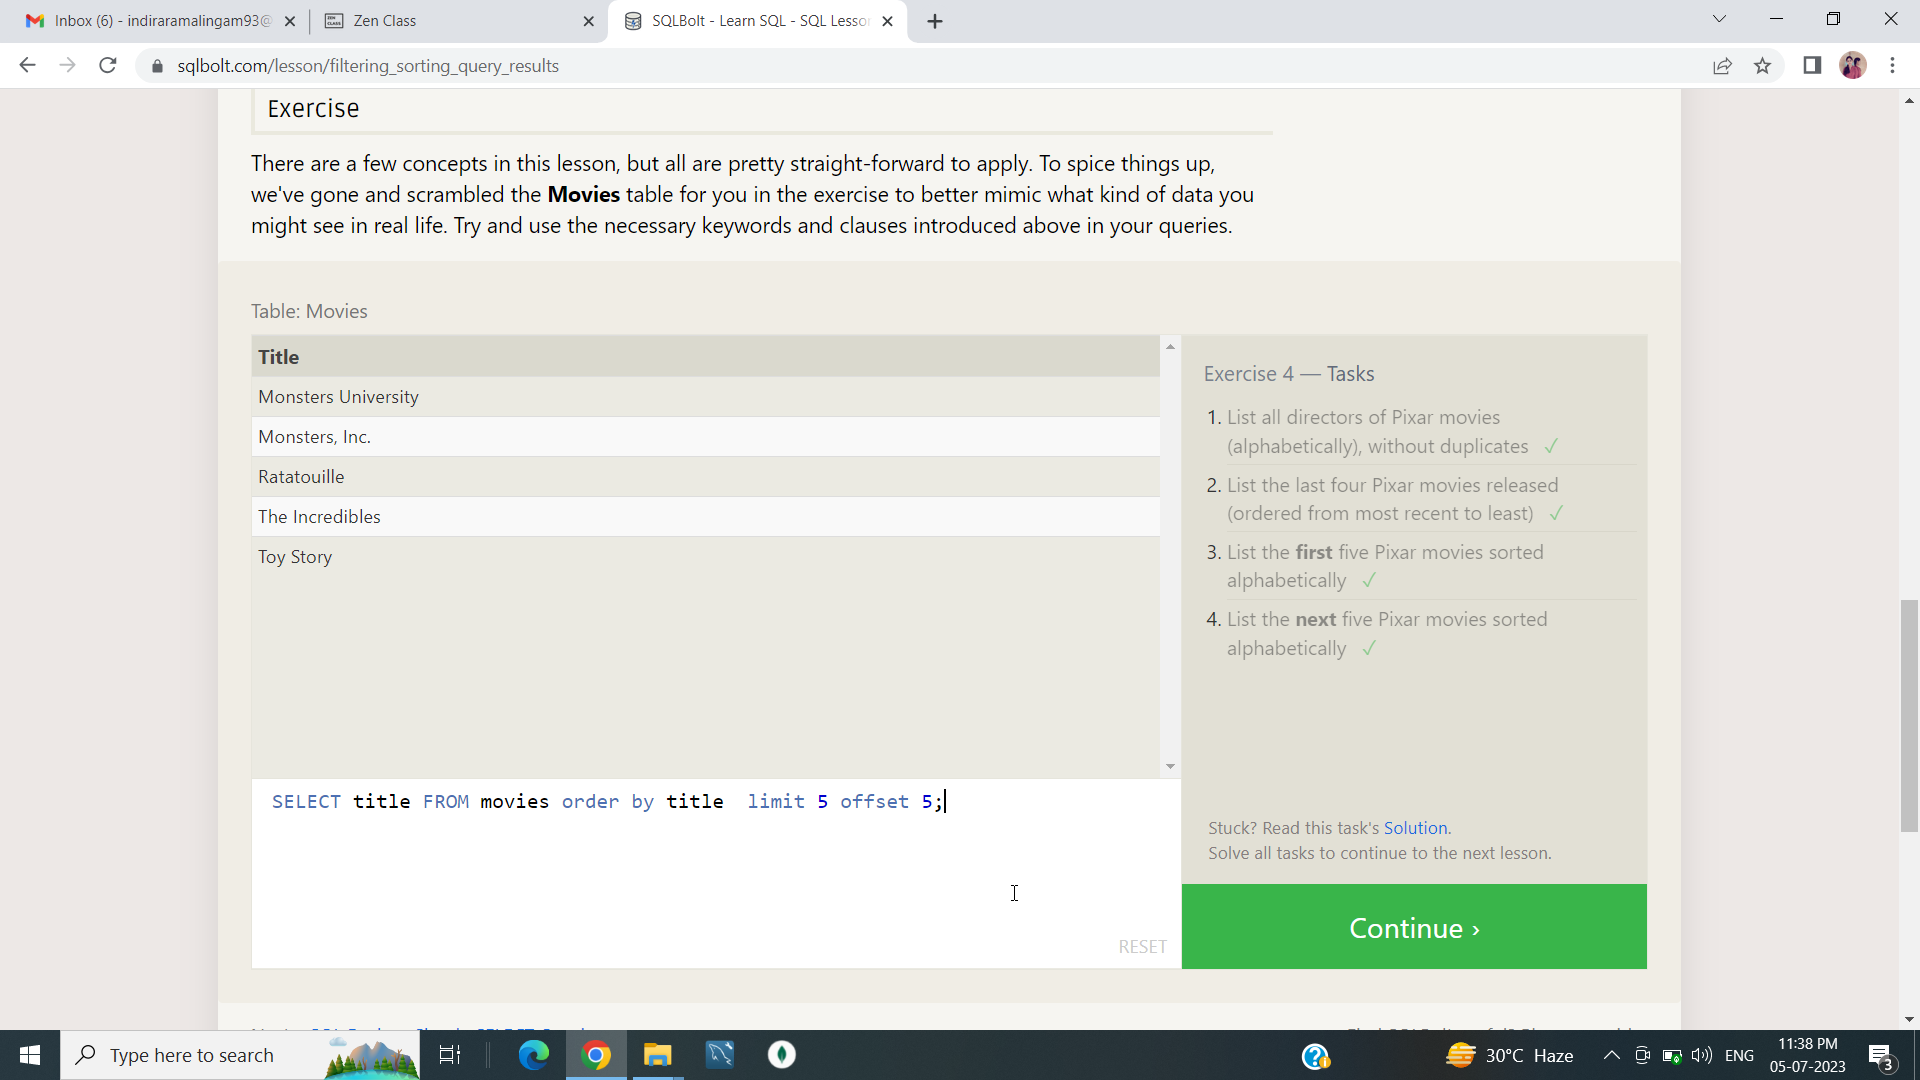 Inbox (6) - indiraramalingam93@
Zen Class
SQLBolt - Learn SQL - SQL Lesso
sqlbolt.com/lesson/filtering_sorting_query_results
Exercise
There are a few concepts in this lesson, but all are pretty straight-forward to apply. To spice things up,
we've gone and scrambled the Movies table for you in the exercise to better mimic what kind of data you
might see in real life. Try and use the necessary keywords and clauses introduced above in your queries.
Table: Movies
Title
Monsters University
Monsters, Inc.
Ratatouille
The Incredibles
Toy Story
SELECT title FROM movies order by title  limit 5 offset 5;
RESET
Exercise 4 — Tasks
1. List all directors of Pixar movies
(alphabetically), without duplicates ✓
2. List the last four Pixar movies released
(ordered from most recent to least) ✓
3. List the first five Pixar movies sorted
alphabetically ✓
4. List the next five Pixar movies sorted
alphabetically ✓
Stuck? Read this task's Solution.
Solve all tasks to continue to the next lesson.
Continue ›
Type here to search
30°C Haze
ENG
11:38 PM
05-07-2023
3